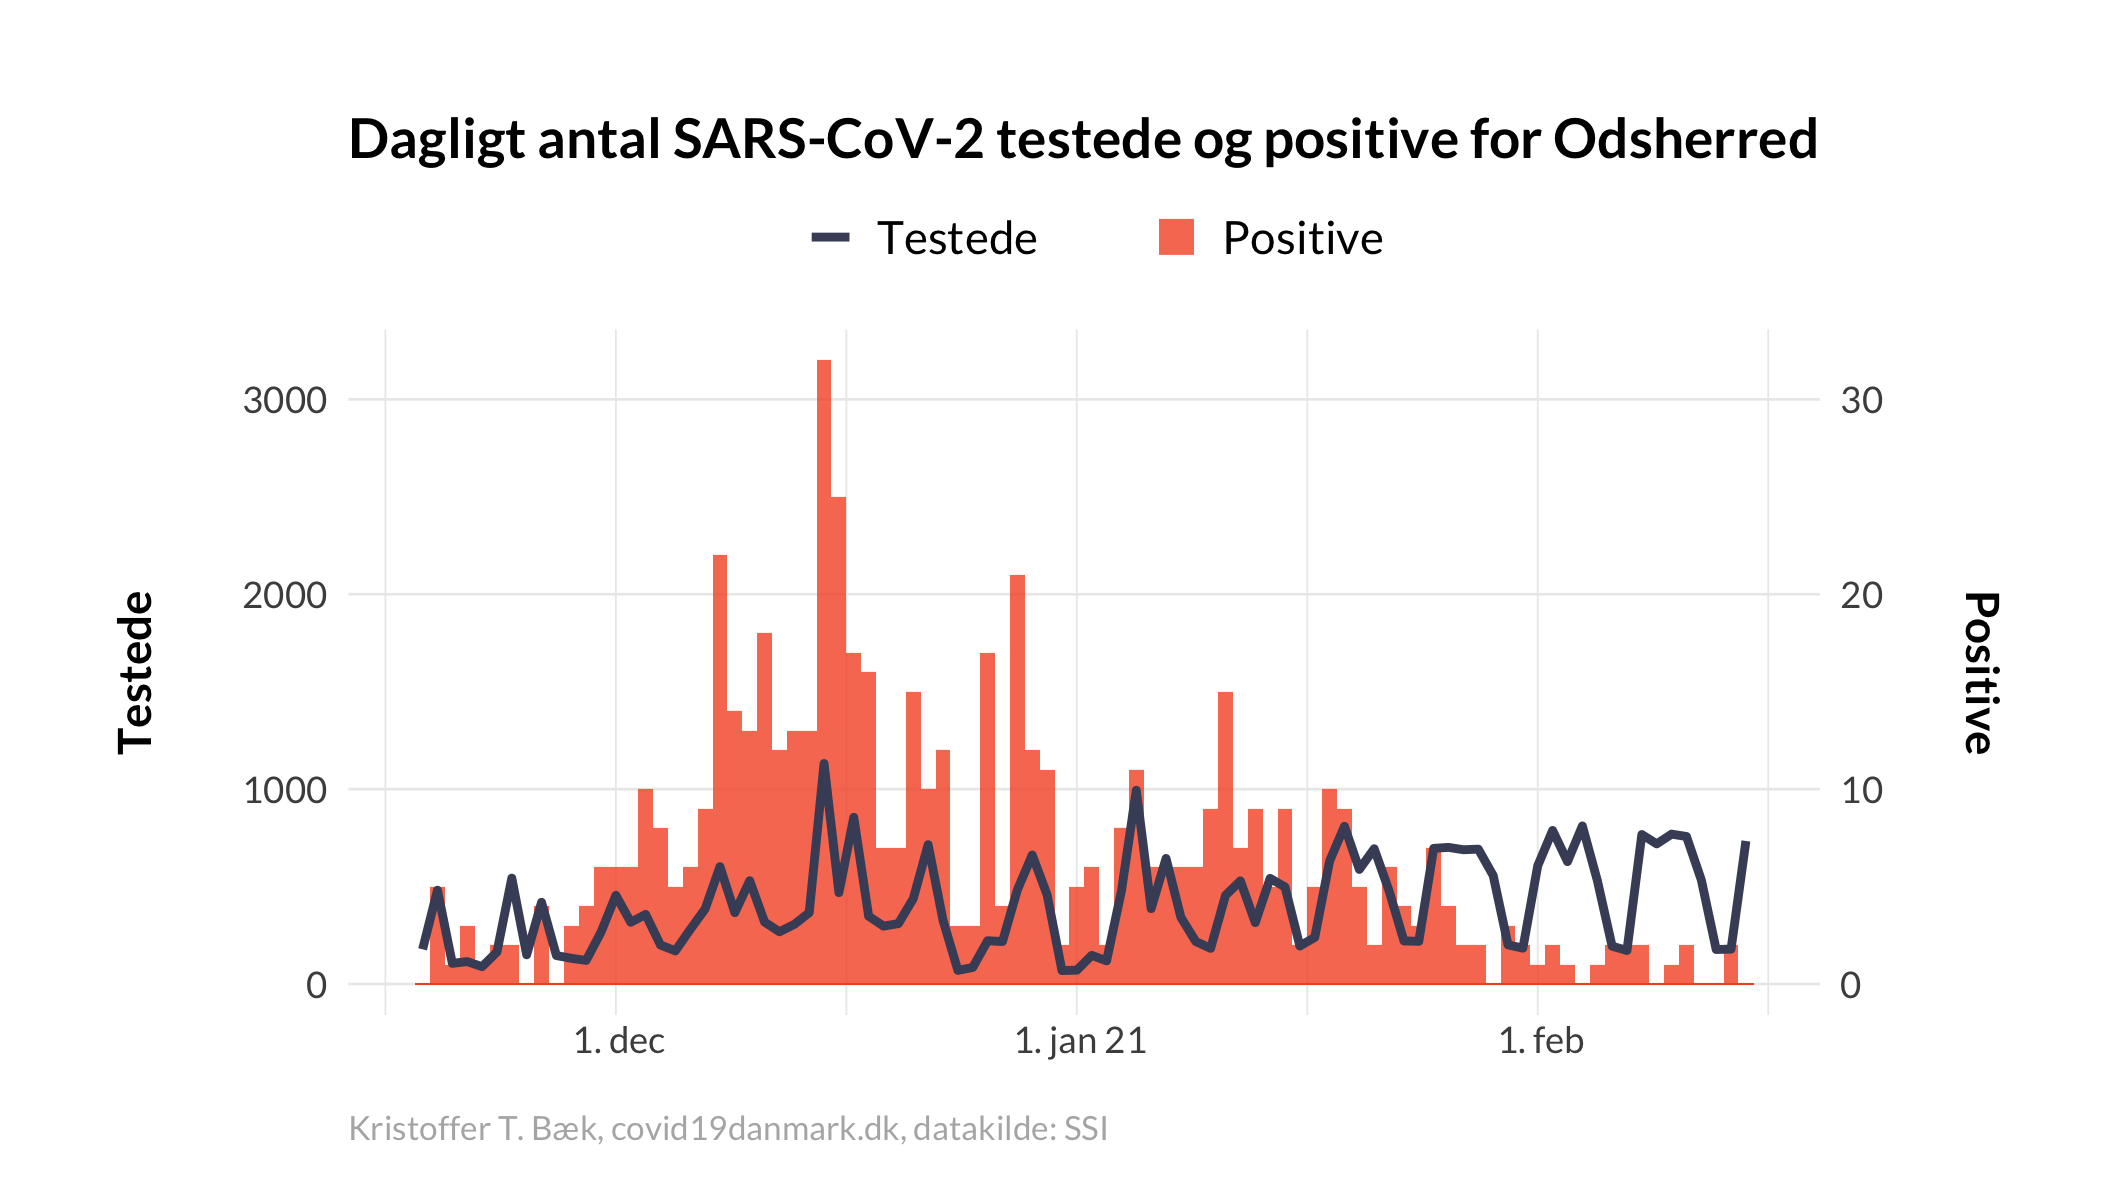 Dagligt antal SARS-CoV-2 testede og positive for Odsherred
Testede
Positive
3000
2000
1000
0
Testede
30
20
10
0
Positive
1. dec
1. jan 21
1. feb
Kristoffer T. Bæk, covid19danmark.dk, datakilde: SSI